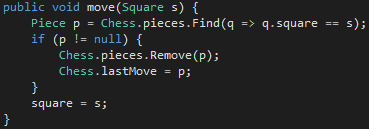 public void move(Square s) {
    Piece p = Chess.pieces.Find(q => q.square == s);
    if (p != null) {
        Chess.pieces.Remove(p);
        Chess.lastMove = p;
    }
    square = s;
}